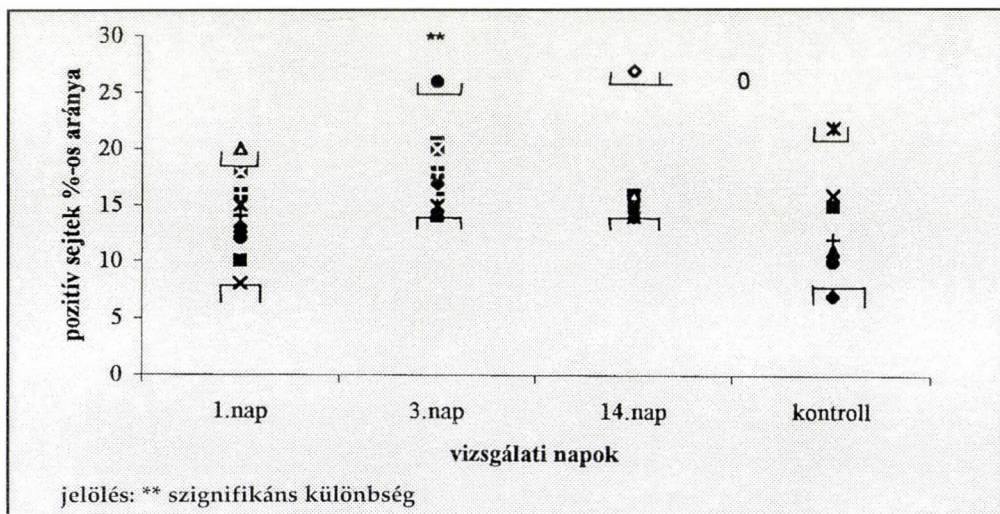 30
**
25
0
20
15
10
5
0
pozitív sejtek %-os aránya
1.nap
3.nap
14.nap
kontroll
vizsgálati napok
jelölés: ** szignifikáns különbség